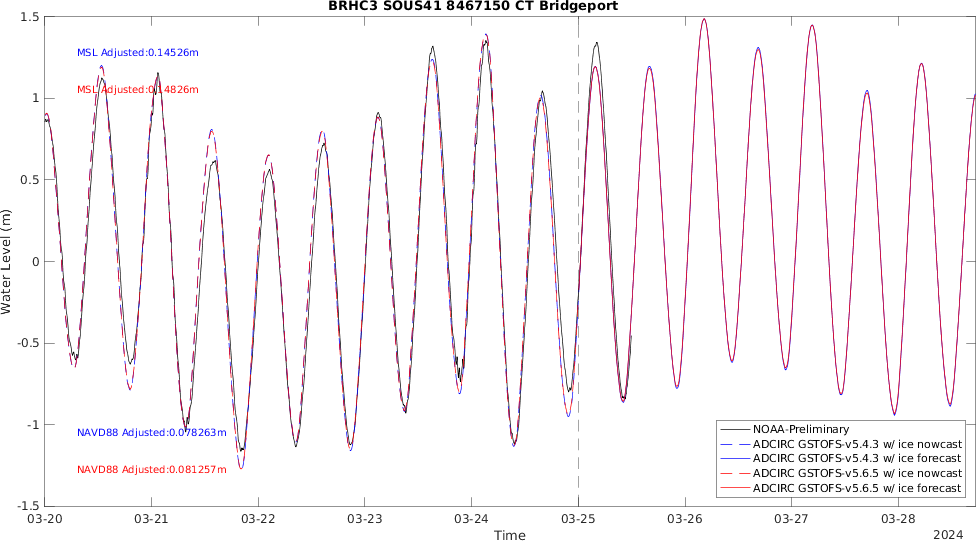 BRHC3 SOUS41 8467150 CT Bridgeport
1.5
1
0.5
0
-0.5
-1
-1.5
Water Level (m)
MSL Adjusted:0.14526m
MSL Adjusted:0.14826m
NAVD88 Adjusted:0.078263m
NAVD88 Adjusted:0.081257m
NOAA-Preliminary
ADCIRC GSTOFS-v5.4.3 w/ ice nowcast
ADCIRC GSTOFS-v5.4.3 w/ ice forecast
ADCIRC GSTOFS-v5.6.5 w/ ice nowcast
ADCIRC GSTOFS-v5.6.5 w/ ice forecast
03-20 03-21 03-22 03-23 03-24 03-25 03-26 03-27 03-28
Time
2024